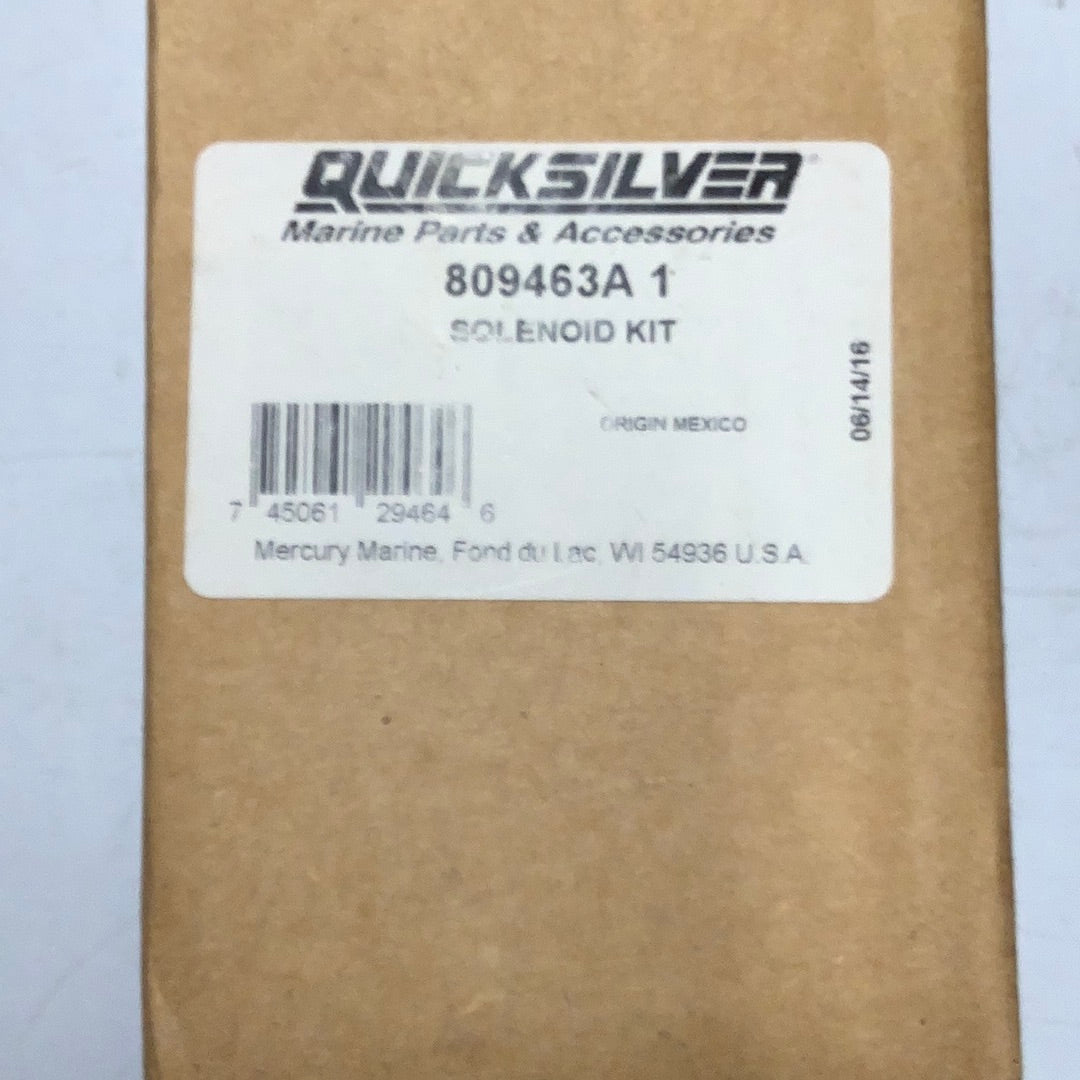 QUICKSILVER
Marine Parts & Accessories
809463A 1
SOLENOID KIT
ORIGIN MEXICO
06/14/16
7 45061 29464 6
Mercury Marine, Fond du Lac, WI 54936 U.S.A.